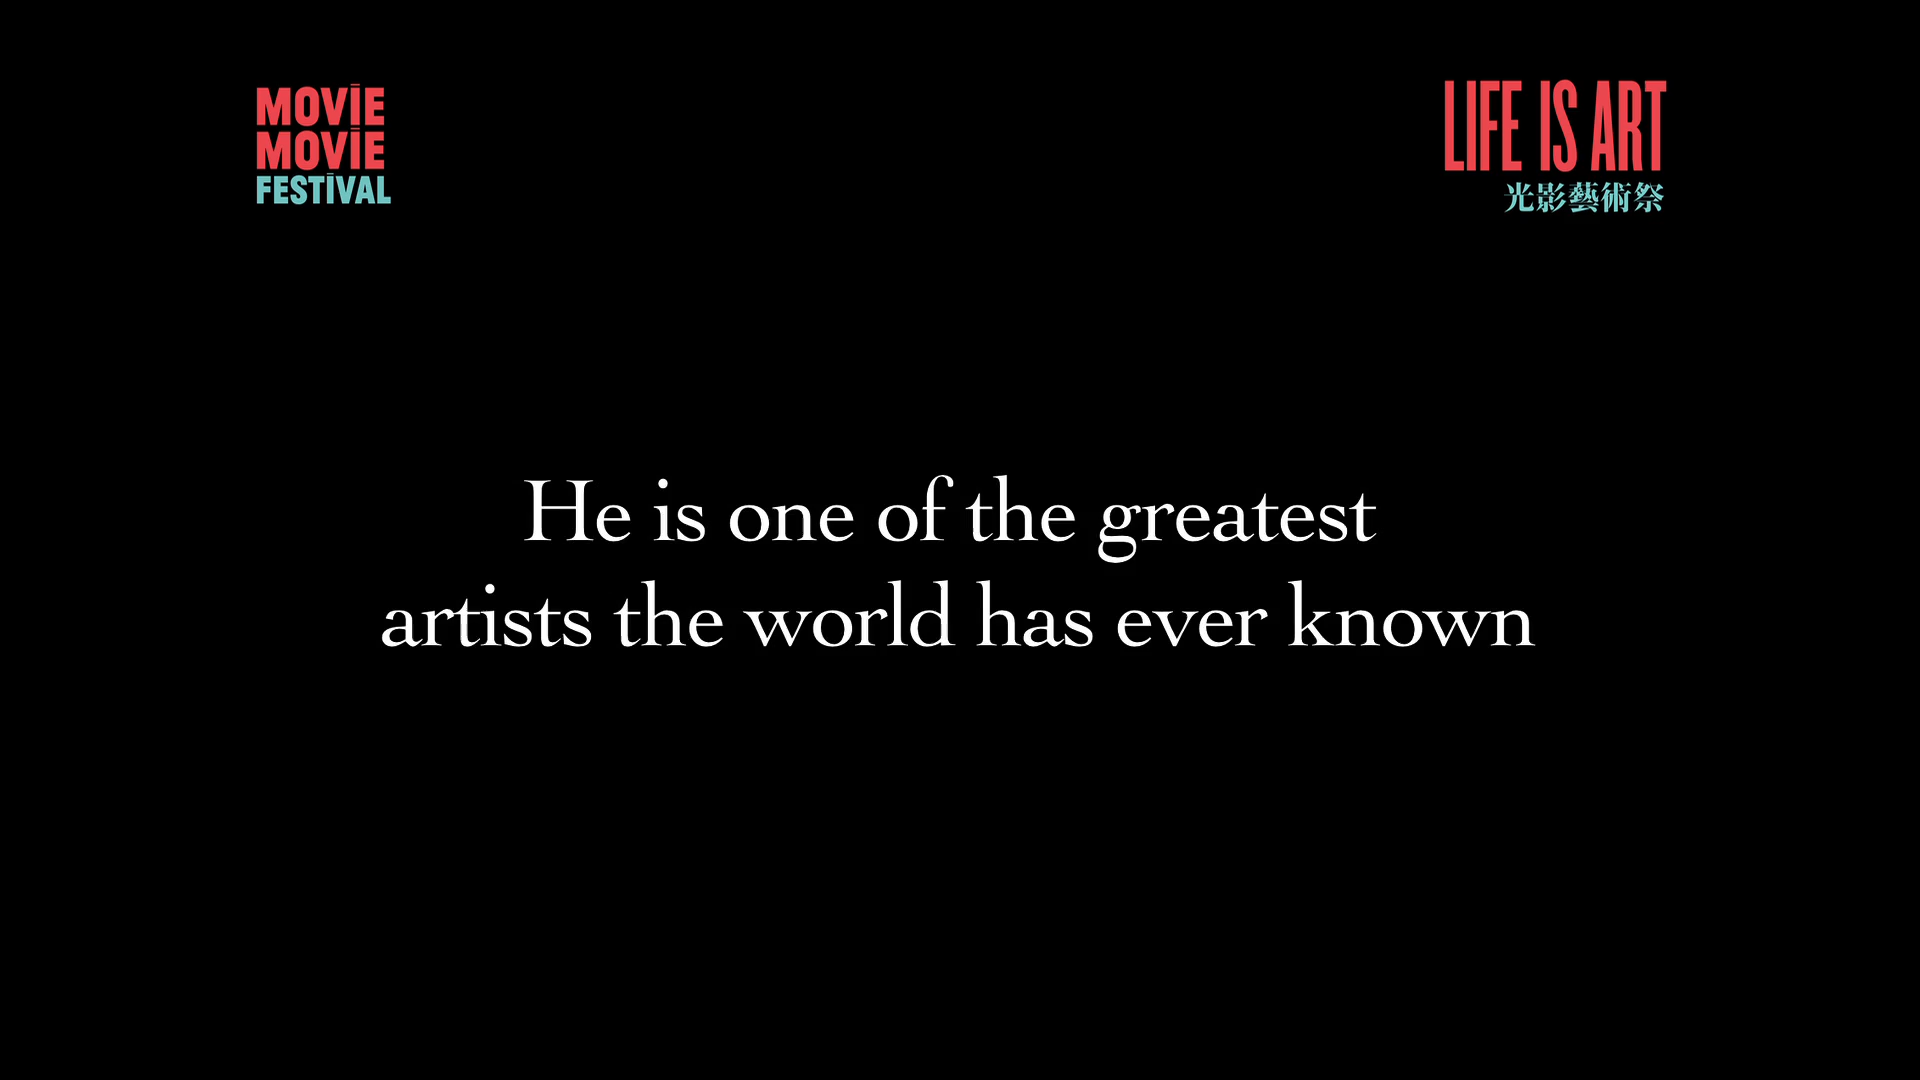 MOVIE
MOVIE
FESTIVAL
LIFE IS ART
光影藝術祭
He is one of the greatest
artists the world has ever known